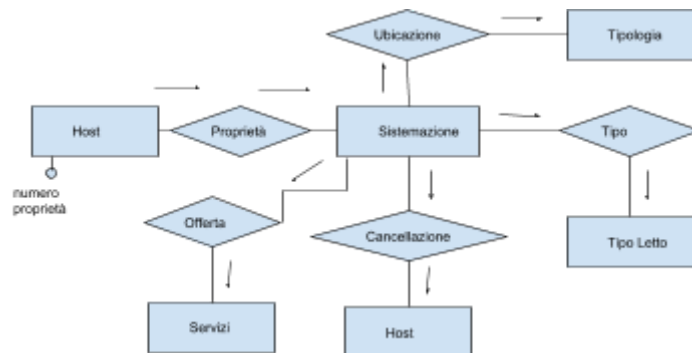 Ubicazione
Tipologia
Host
Proprietà
Sistemazione
Tipo
numero
proprietà
Offerta
Cancellazione
Tipo Letto
Servizi
Host